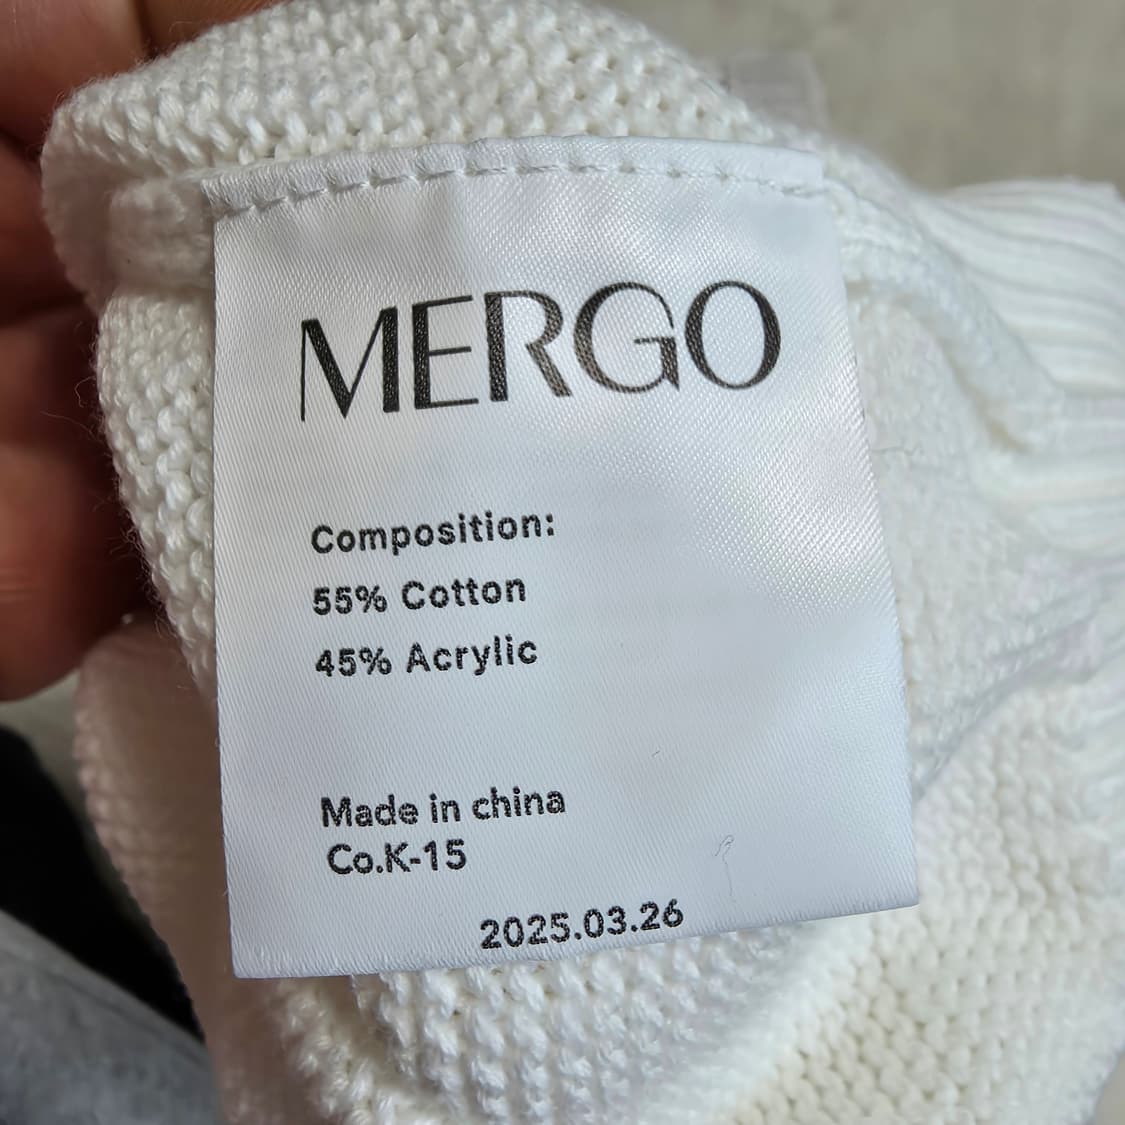 MERGO
Composition:
55% Cotton
45% Acrylic
Made in china
Co.K-15
2025.03.26